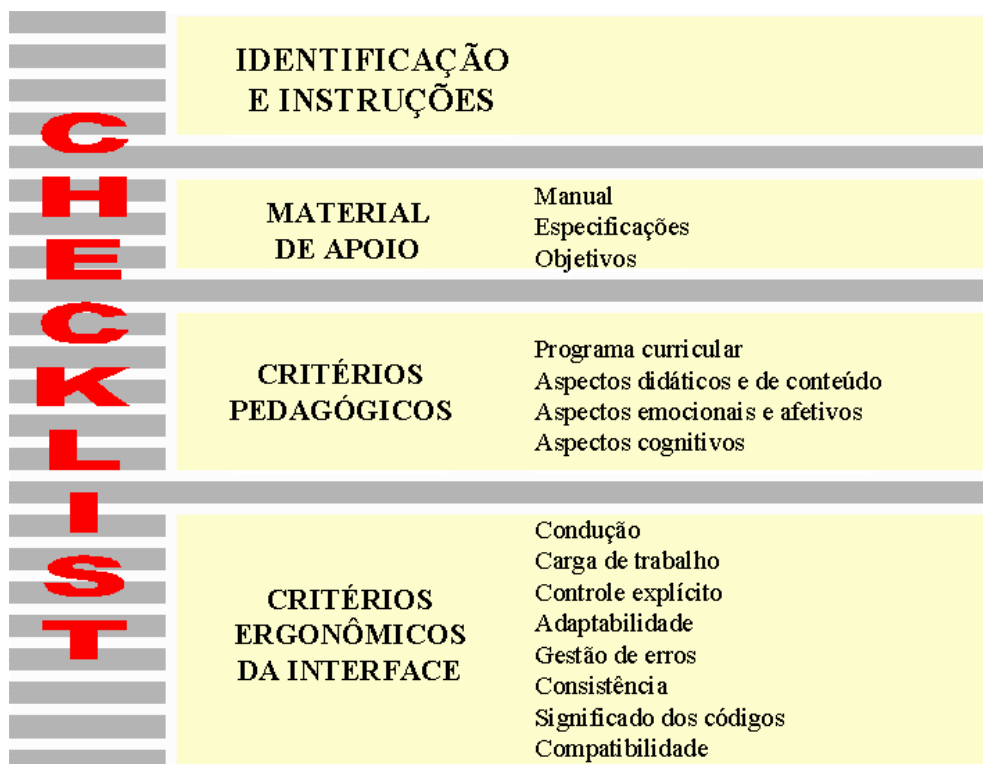 CHECKLIST
IDENTIFICAÇÃO
E INSTRUÇÕES
MATERIAL
DE APOIO
Manual
Especificações
Objetivos
CRITÉRIOS
PEDAGÓGICOS
Programa curricular
Aspectos didáticos e de conteúdo
Aspectos emocionais e afetivos
Aspectos cognitivos
CRITÉRIOS
ERGONÔMICOS
DA INTERFACE
Condução
Carga de trabalho
Controle explícito
Adaptabilidade
Gestão de erros
Consistência
Significado dos códigos
Compatibilidade